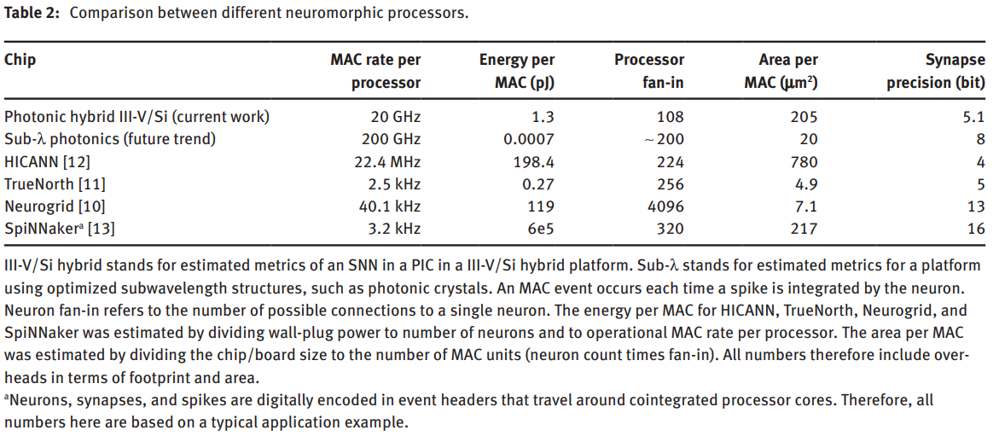 Table 2: Comparison between different neuromorphic processors.
Chip MAC rate per processor Energy per MAC (pJ) Processor fan-in Area per MAC (μm²) Synapse precision (bit)
Photonic hybrid III-V/Si (current work) 20 GHz 1.3 108 205 5.1
Sub-λ photonics (future trend) 200 GHz 0.0007 ~200 20 8
HICANN [12] 22.4 MHz 198.4 224 780 4
TrueNorth [11] 2.5 kHz 0.27 256 4.9 5
Neurogrid [10] 40.1 kHz 119 4096 7.1 13
SpiNNakerᵃ [13] 3.2 kHz 6e5 320 217 16
III-V/Si hybrid stands for estimated metrics of an SNN in a PIC in a III-V/Si hybrid platform. Sub-λ stands for estimated metrics for a platform
using optimized subwavelength structures, such as photonic crystals. An MAC event occurs each time a spike is integrated by the neuron.
Neuron fan-in refers to the number of possible connections to a single neuron. The energy per MAC for HICANN, TrueNorth, Neurogrid, and
SpiNNaker was estimated by dividing wall-plug power to number of neurons and to operational MAC rate per processor. The area per MAC
was estimated by dividing the chip/board size to the number of MAC units (neuron count times fan-in). All numbers therefore include over-
heads in terms of footprint and area.
ᵃNeurons, synapses, and spikes are digitally encoded in event headers that travel around cointegrated processor cores. Therefore, all
numbers here are based on a typical application example.